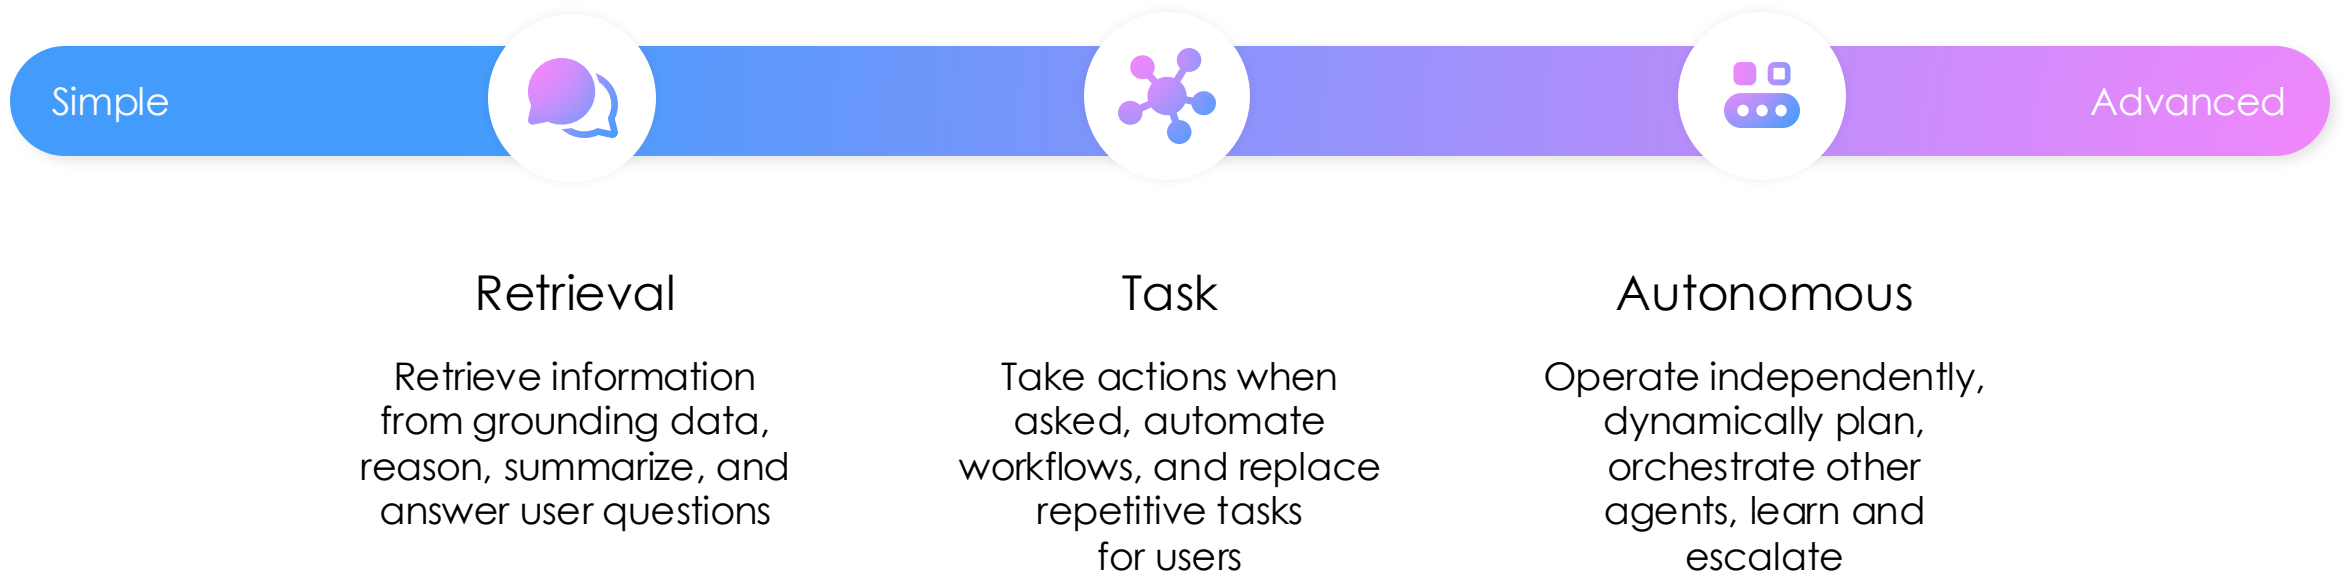 Simple
Advanced
Retrieval
Retrieve information
from grounding data,
reason, summarize, and
answer user questions
Task
Take actions when
asked, automate
workflows, and replace
repetitive tasks
for users
Autonomous
Operate independently,
dynamically plan,
orchestrate other
agents, learn and
escalate